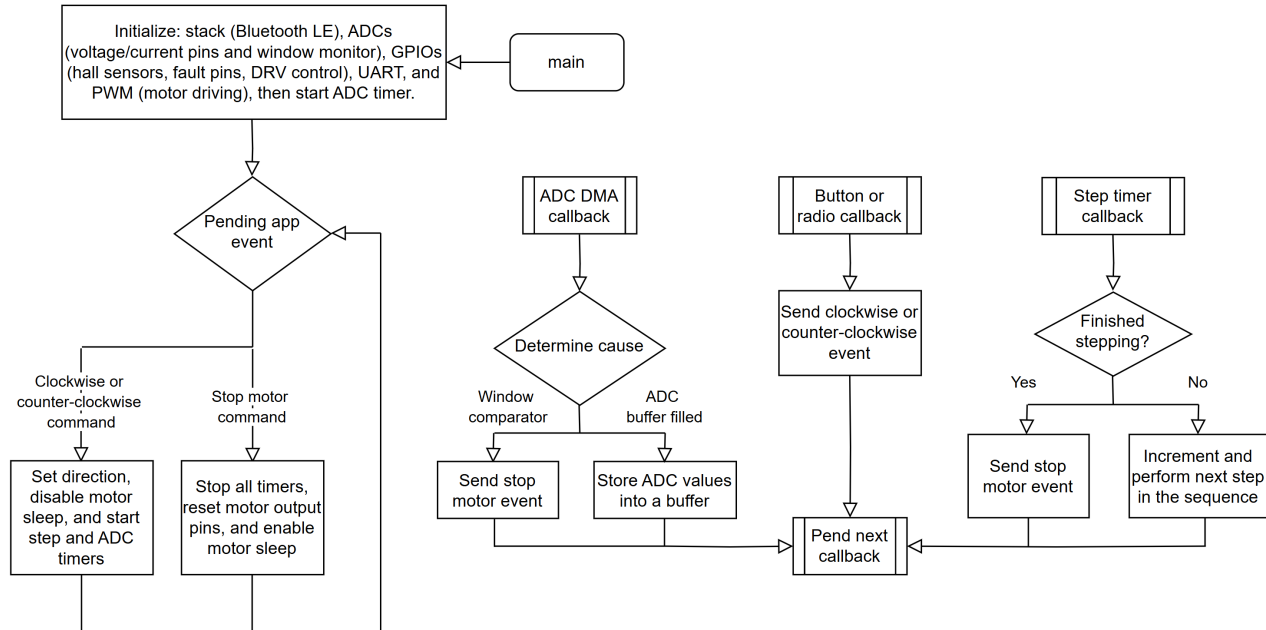 Initialize: stack (Bluetooth LE), ADCs
(voltage/current pins and window monitor), GPIOs
(hall sensors, fault pins, DRV control), UART, and
PWM (motor driving), then start ADC timer.
main
Pending app
event
Clockwise or
counter-clockwise
command
Stop motor
command
Set direction,
disable motor
sleep, and start
step and ADC
timers
Stop all timers,
reset motor output
pins, and enable
motor sleep
ADC DMA
callback
Determine cause
Window
comparator
ADC
buffer filled
Send stop
motor event
Store ADC values
into a buffer
Button or
radio callback
Send clockwise or
counter-clockwise
event
Pend next
callback
Step timer
callback
Finished
stepping?
Yes
No
Send stop
motor event
Increment and
perform next step
in the sequence